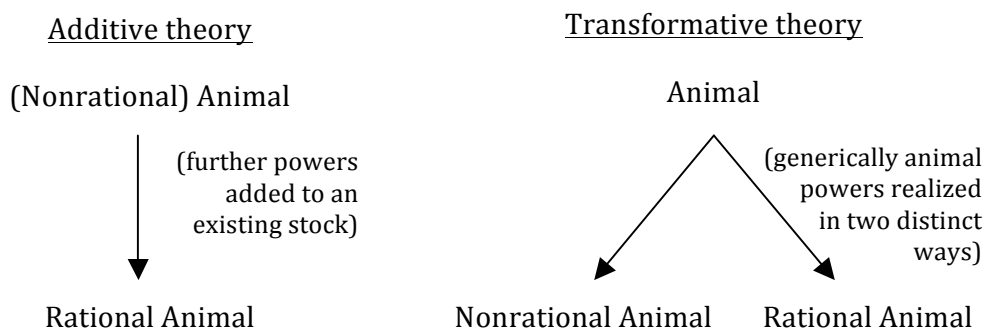 Additive theory
(Nonrational) Animal
(further powers
added to an
existing stock)
Rational Animal
Transformative theory
Animal
(generically animal
powers realized
in two distinct
ways)
Nonrational Animal
Rational Animal